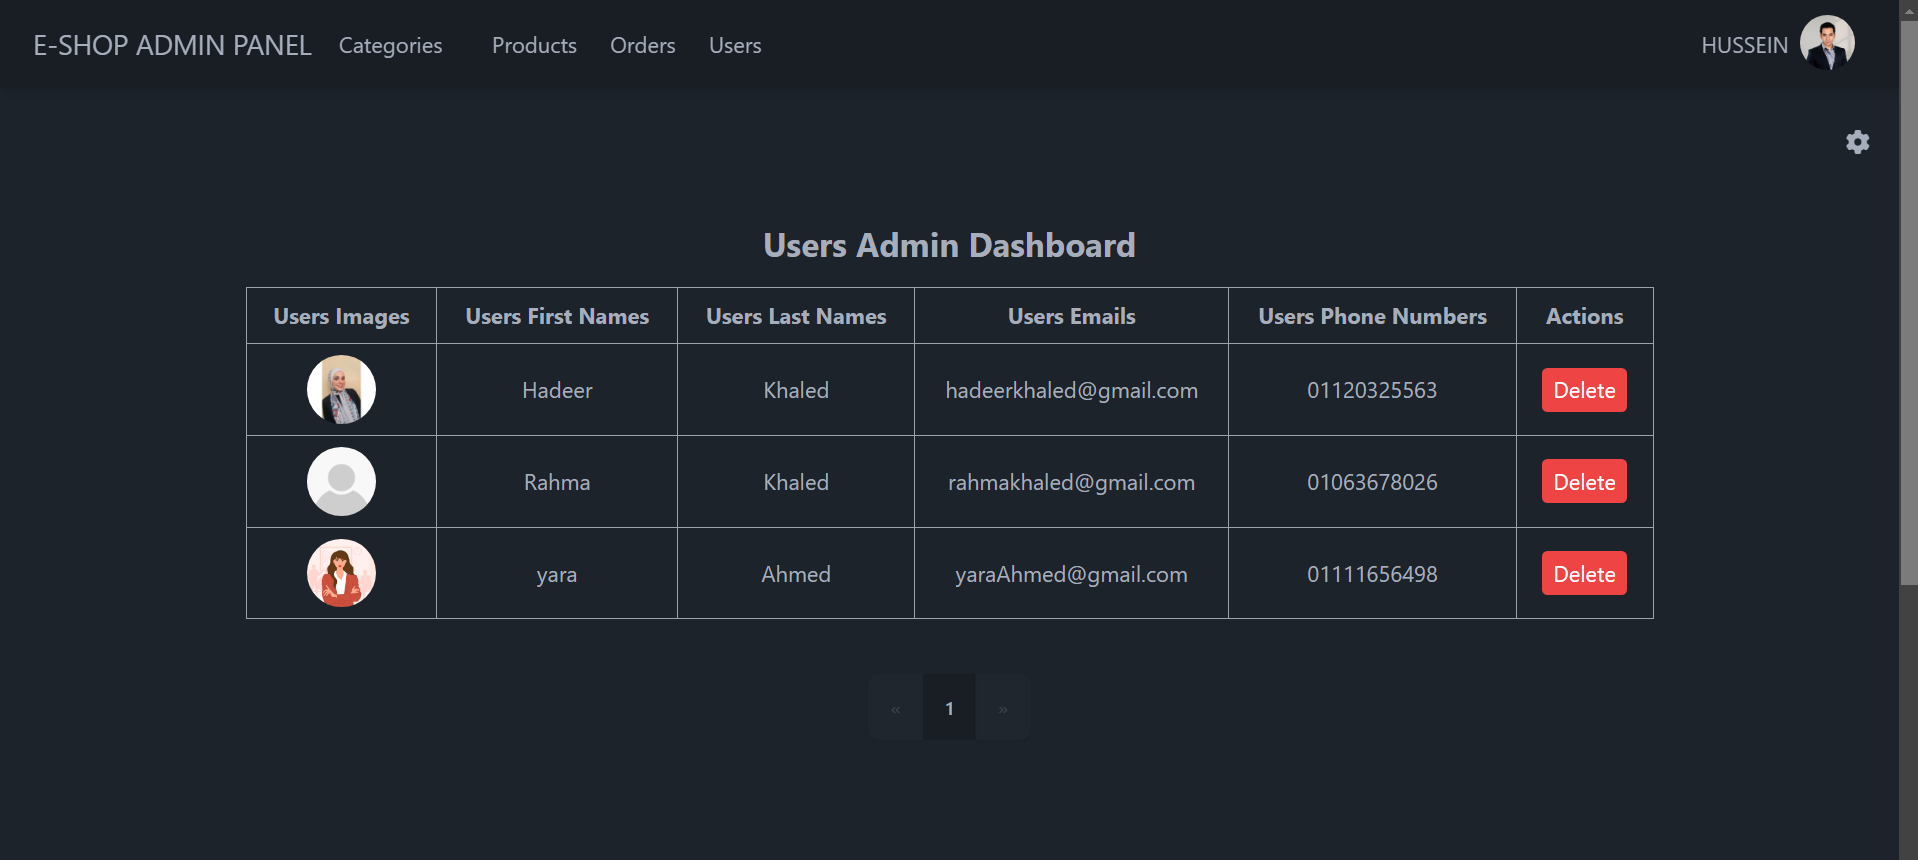 E-SHOP ADMIN PANEL Categories Products Orders Users HUSSEIN
Users Admin Dashboard
Users Images Users First Names Users Last Names Users Emails Users Phone Numbers Actions
Hadeer Khaled hadeerkhaled@gmail.com 01120325563 Delete
Rahma Khaled rahmakhaled@gmail.com 01063678026 Delete
yara Ahmed yaraAhmed@gmail.com 01111656498 Delete
« 1 »